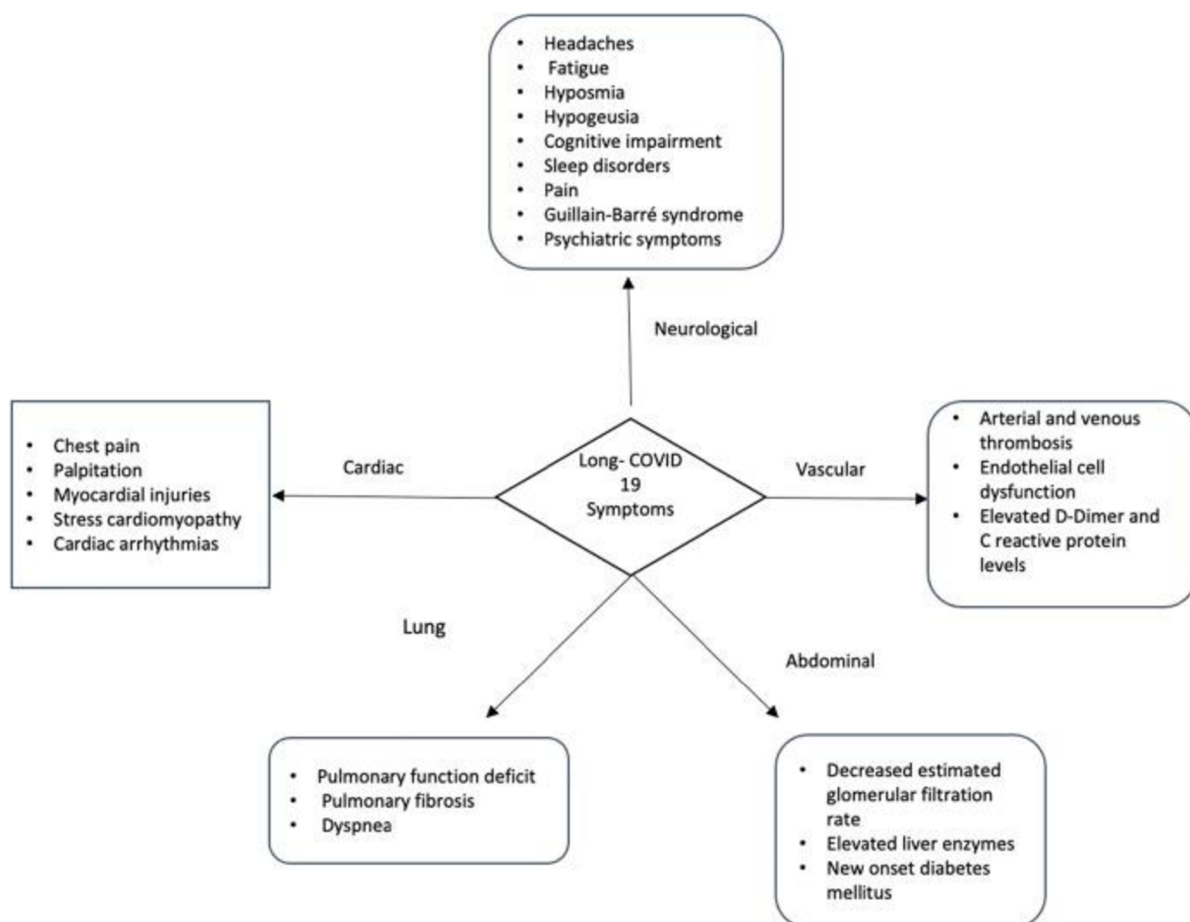 • Headaches
• Fatigue
• Hyposmia
• Hypogeusia
• Cognitive impairment
• Sleep disorders
• Pain
• Guillain-Barré syndrome
• Psychiatric symptoms
Neurological
• Chest pain
• Palpitation
• Myocardial injuries
• Stress cardiomyopathy
• Cardiac arrhythmias
Cardiac
Long- COVID
19
Symptoms
Vascular
• Arterial and venous
thrombosis
• Endothelial cell
dysfunction
• Elevated D-Dimer and
C reactive protein
levels
Lung
Abdominal
• Pulmonary function deficit
• Pulmonary fibrosis
• Dyspnea
• Decreased estimated
glomerular filtration
rate
• Elevated liver enzymes
• New onset diabetes
mellitus